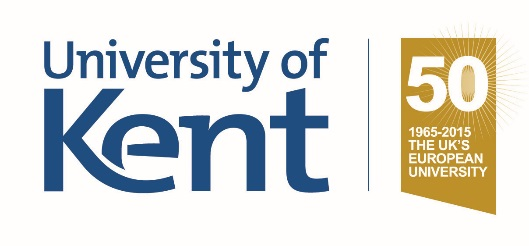 University of
Kent
50
1965-2015
THE UK'S
EUROPEAN
UNIVERSITY